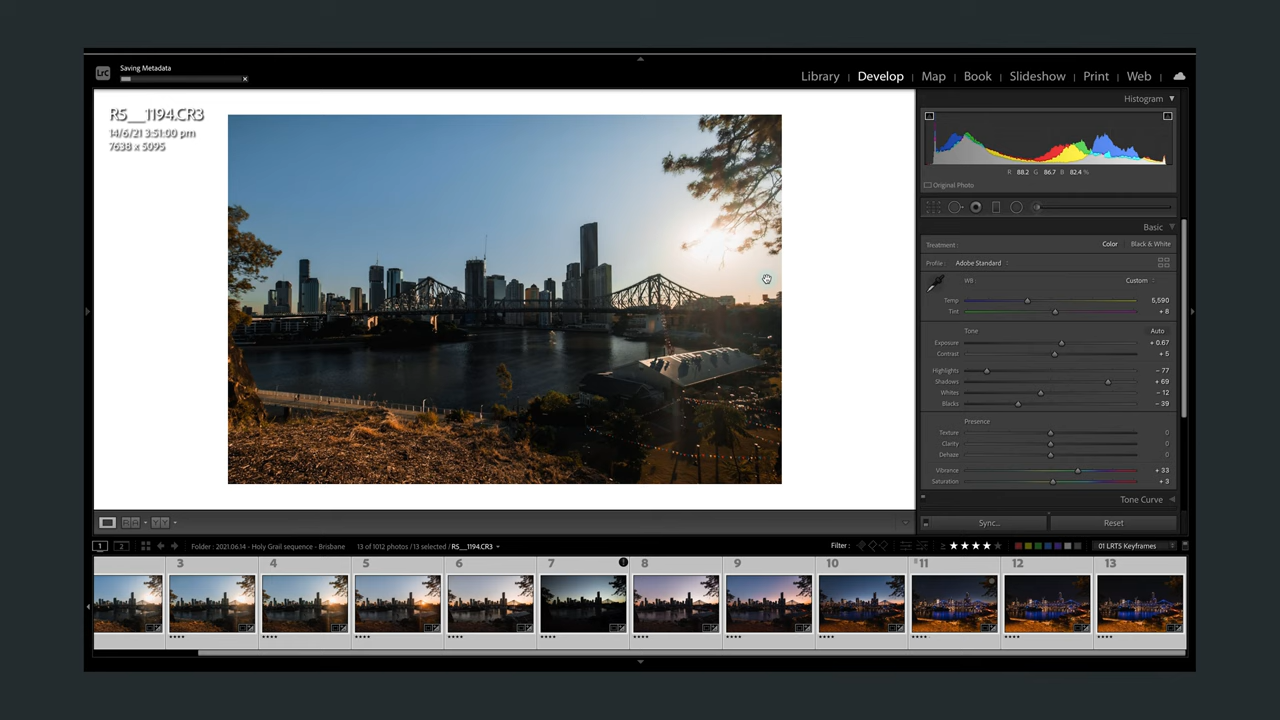 LrC
Saving Metadata
Library | Develop | Map | Book | Slideshow | Print | Web
R5__1194.CR3
14/6/21 3:51:00 pm
7638 x 5095
Histogram
R 88.2 G 86.7 B 82.4 %
Original Photo
Basic
Treatment : Color Black & White
Profile : Adobe Standard
WB : Custom
Temp 5,590
Tint + 8
Tone Auto
Exposure + 0.67
Contrast + 5
Highlights − 77
Shadows + 69
Whites − 12
Blacks − 39
Presence
Texture 0
Clarity 0
Dehaze 0
Vibrance + 33
Saturation + 3
Tone Curve
Sync...
Reset
1 2 Folder : 2021.06.14 - Holy Grail sequence - Brisbane 13 of 1012 photos / 13 selected / R5__1194.CR3 Filter : ≥ ★★★★★ 01 LRT5 Keyframes
3 4 5 6 7 8 9 10 11 12 13